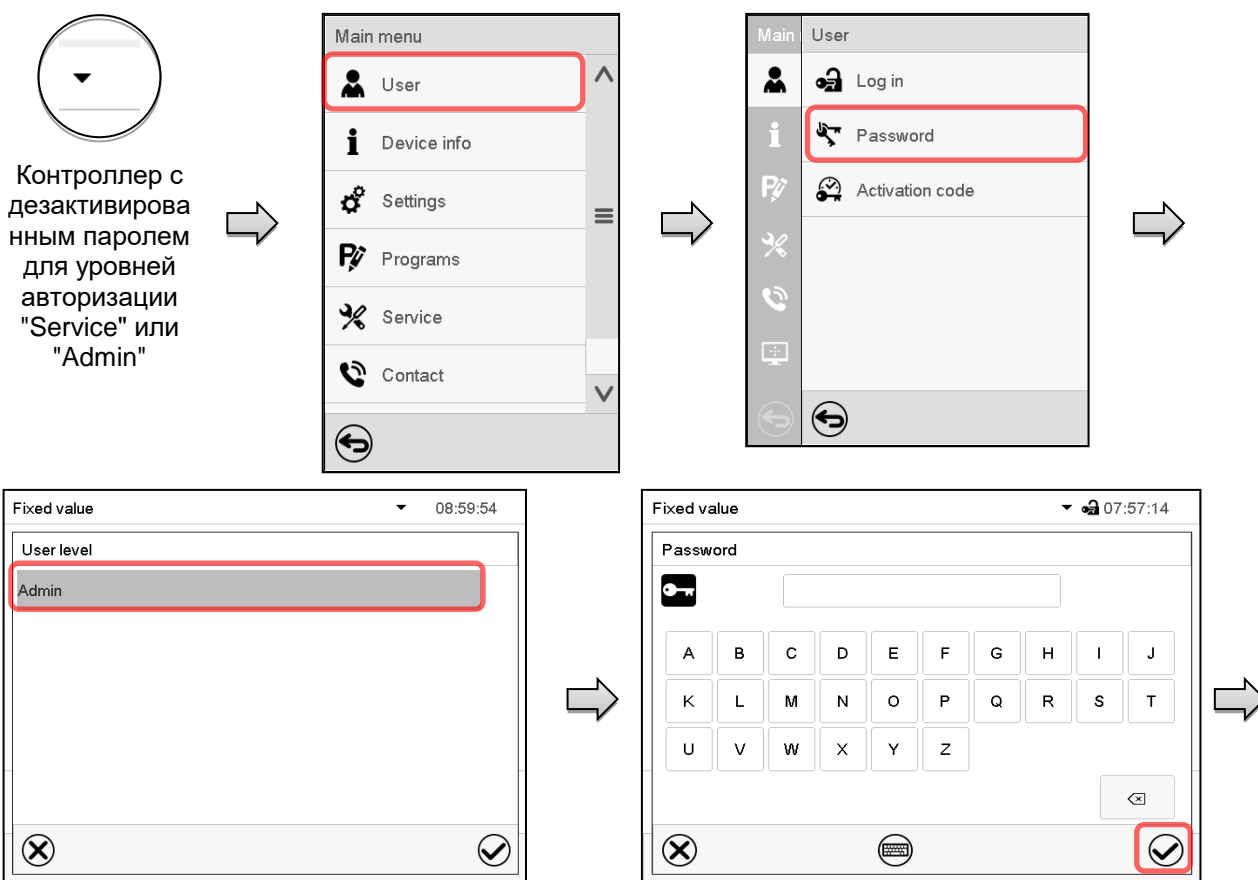 Контроллер с
дезактивирова
нным паролем
для уровней
авторизации
"Service" или
"Admin"
Main menu
User
Device info
Settings
Programs
Service
Contact
Main
User
Log in
Password
Activation code
Fixed value 08:59:54
User level
Admin
Fixed value 07:57:14
Password
A B C D E F G H I J
K L M N O P Q R S T
U V W X Y Z